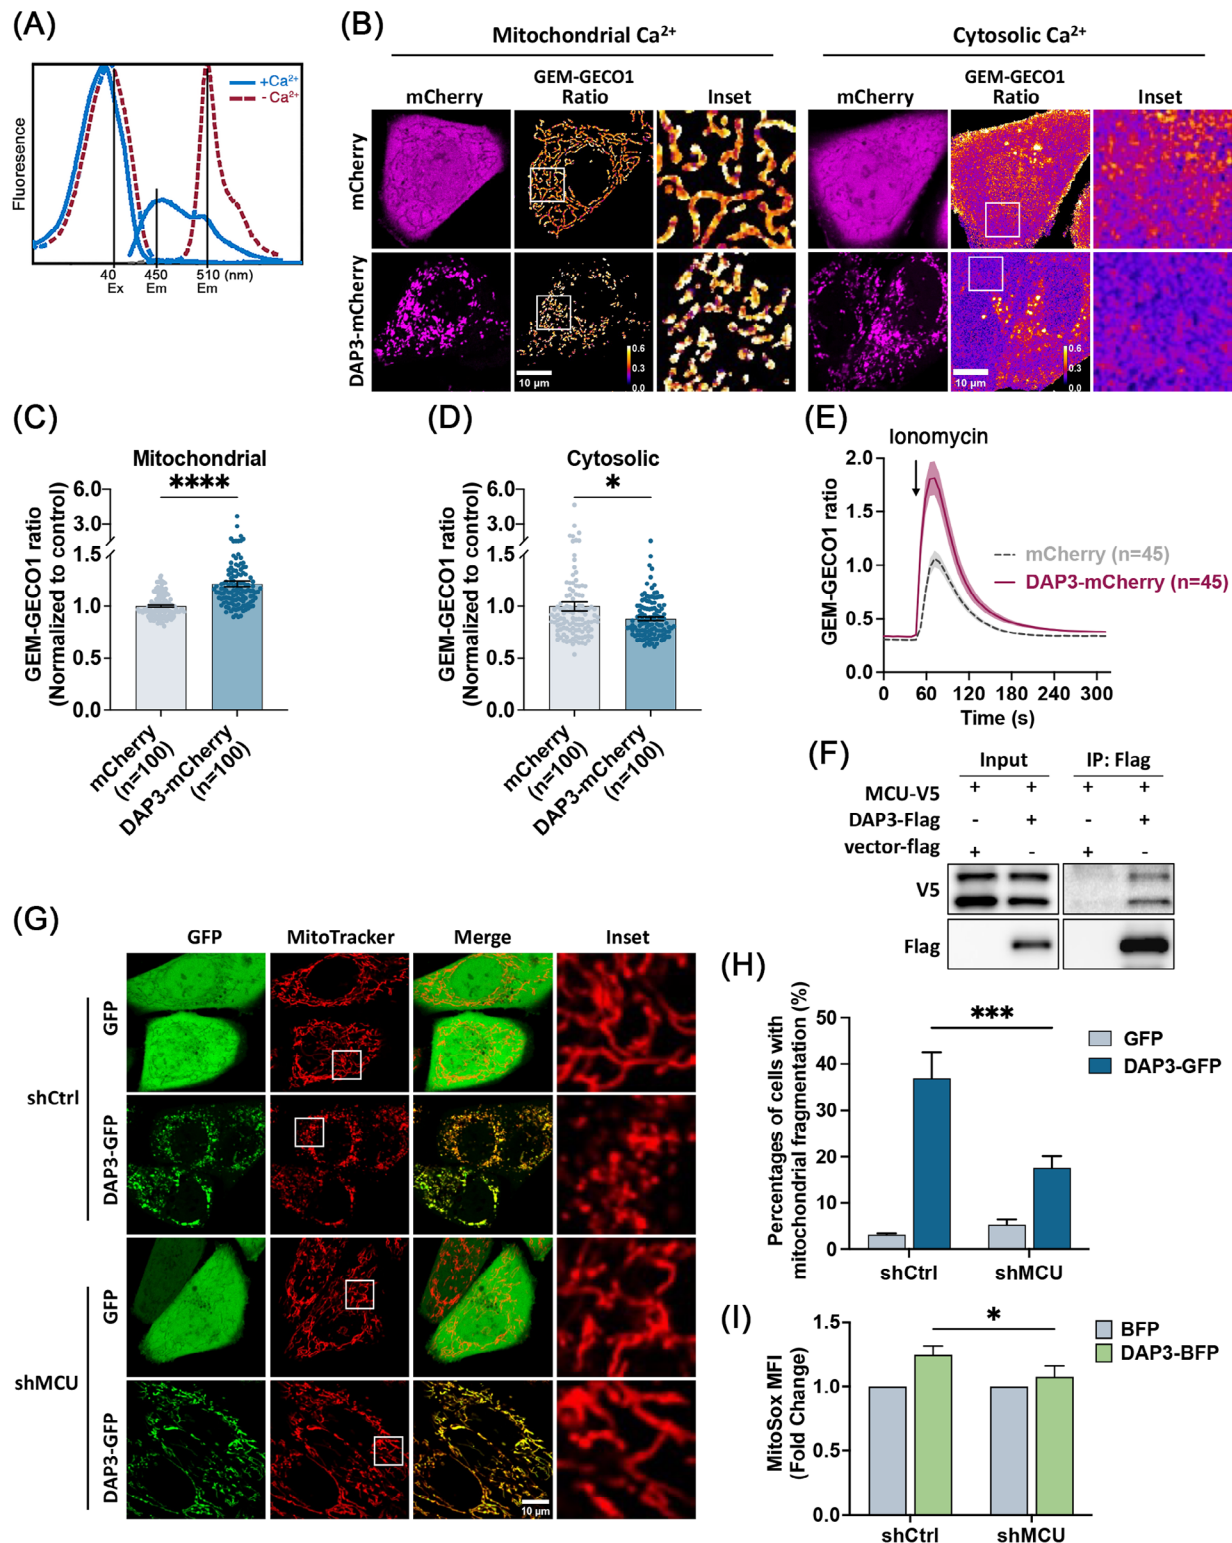 (A)
Fluoresence
+Ca²⁺
- Ca²⁺
40 450 510 (nm)
Ex Em Em
(B)
Mitochondrial Ca²⁺
Cytosolic Ca²⁺
mCherry
GEM-GECO1
Ratio
Inset
mCherry
GEM-GECO1
Ratio
Inset
mCherry
DAP3-mCherry
10 µm
0.6
0.3
0.0
10 µm
0.6
0.3
0.0
(C)
Mitochondrial
****
GEM-GECO1 ratio
(Normalized to control)
6.0
3.0
1.5
1.0
0.5
0.0
mCherry
(n=100)
DAP3-mCherry
(n=100)
(D)
Cytosolic
*
GEM-GECO1 ratio
(Normalized to control)
6.0
3.0
1.5
1.0
0.5
0.0
mCherry
(n=100)
DAP3-mCherry
(n=100)
(E)
Ionomycin
GEM-GECO1 ratio
2.0
1.5
1.0
0.5
0.0
mCherry (n=45)
DAP3-mCherry (n=45)
0 60 120 180 240 300
Time (s)
(F)
Input IP: Flag
MCU-V5 + + + +
DAP3-Flag - + - +
vector-flag + - + -
V5
Flag
(G)
GFP MitoTracker Merge Inset
shCtrl
GFP
DAP3-GFP
shMCU
GFP
DAP3-GFP
10 µm
(H)
Percentages of cells with
mitochondrial fragmentation (%)
50
40
30
20
10
0
***
GFP
DAP3-GFP
shCtrl shMCU
(I)
MitoSox MFI
(Fold Change)
1.5
1.0
0.5
0.0
*
BFP
DAP3-BFP
shCtrl shMCU